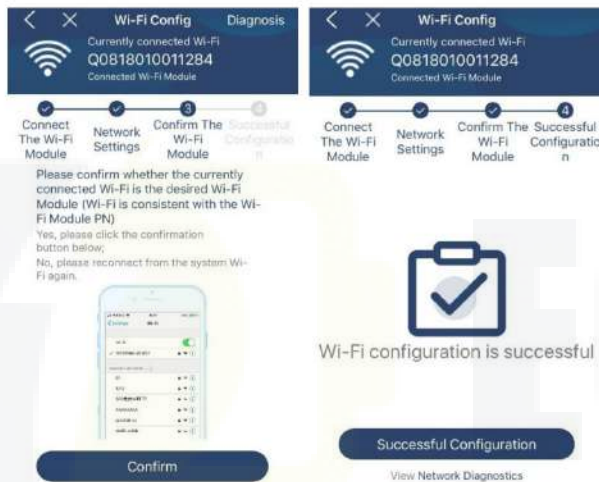 Wi-Fi Config
Diagnosis
Currently connected Wi-Fi
Q0818010011284
Connected Wi-Fi Module
3
4
Connect
The Wi-Fi
Module
Network
Settings
Confirm The
Wi-Fi
Module
Successful
Configuratio
n
Please confirm whether the currently
connected Wi-Fi is the desired Wi-Fi
Module (Wi-Fi is consistent with the Wi-
Fi Module PN)
Yes, please click the confirmation
button below;
No, please reconnect from the system Wi-
Fi again.
Confirm
Wi-Fi Config
Currently connected Wi-Fi
Q0818010011284
Connected Wi-Fi Module
4
Connect
The Wi-Fi
Module
Network
Settings
Confirm The
Wi-Fi
Module
Successful
Configuratio
n
Wi-Fi configuration is successful
Successful Configuration
View Network Diagnostics